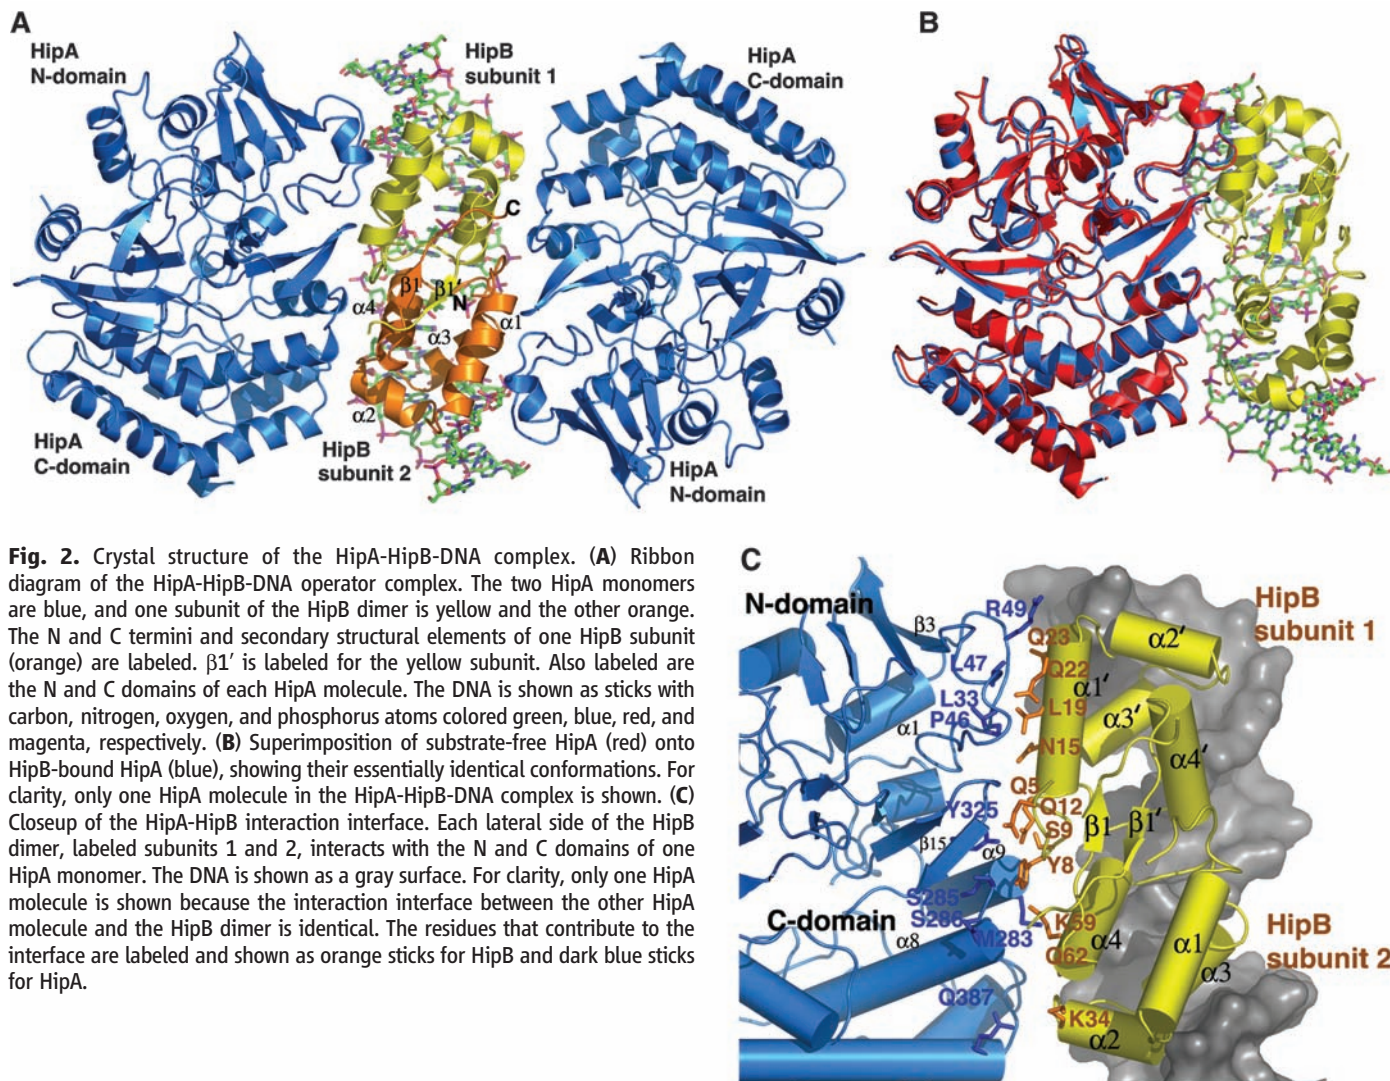 A
HipA
N-domain
HipB
subunit 1
HipA
C-domain
C
β1
β1′
N
α4
α3
α1
α2
HipA
C-domain
HipB
subunit 2
HipA
N-domain
B
Fig. 2. Crystal structure of the HipA-HipB-DNA complex. (A) Ribbon
diagram of the HipA-HipB-DNA operator complex. The two HipA monomers
are blue, and one subunit of the HipB dimer is yellow and the other orange.
The N and C termini and secondary structural elements of one HipB subunit
(orange) are labeled. β1′ is labeled for the yellow subunit. Also labeled are
the N and C domains of each HipA molecule. The DNA is shown as sticks with
carbon, nitrogen, oxygen, and phosphorus atoms colored green, blue, red, and
magenta, respectively. (B) Superimposition of substrate-free HipA (red) onto
HipB-bound HipA (blue), showing their essentially identical conformations. For
clarity, only one HipA molecule in the HipA-HipB-DNA complex is shown. (C)
Closeup of the HipA-HipB interaction interface. Each lateral side of the HipB
dimer, labeled subunits 1 and 2, interacts with the N and C domains of one
HipA monomer. The DNA is shown as a gray surface. For clarity, only one HipA
molecule is shown because the interaction interface between the other HipA
molecule and the HipB dimer is identical. The residues that contribute to the
interface are labeled and shown as orange sticks for HipB and dark blue sticks
for HipA.
C
N-domain
β3
R49
Q23
HipB
subunit 1
α2′
L47
Q22
α1′
L33
L19
α1
P46
α3′
N15
α4′
Q5
Y325
Q12
S9
β1
β1′
β15
α9
Y8
S285
C-domain
S286
K59
M283
α4
α1
HipB
subunit 2
α8
Q62
α3
Q387
K34
α2